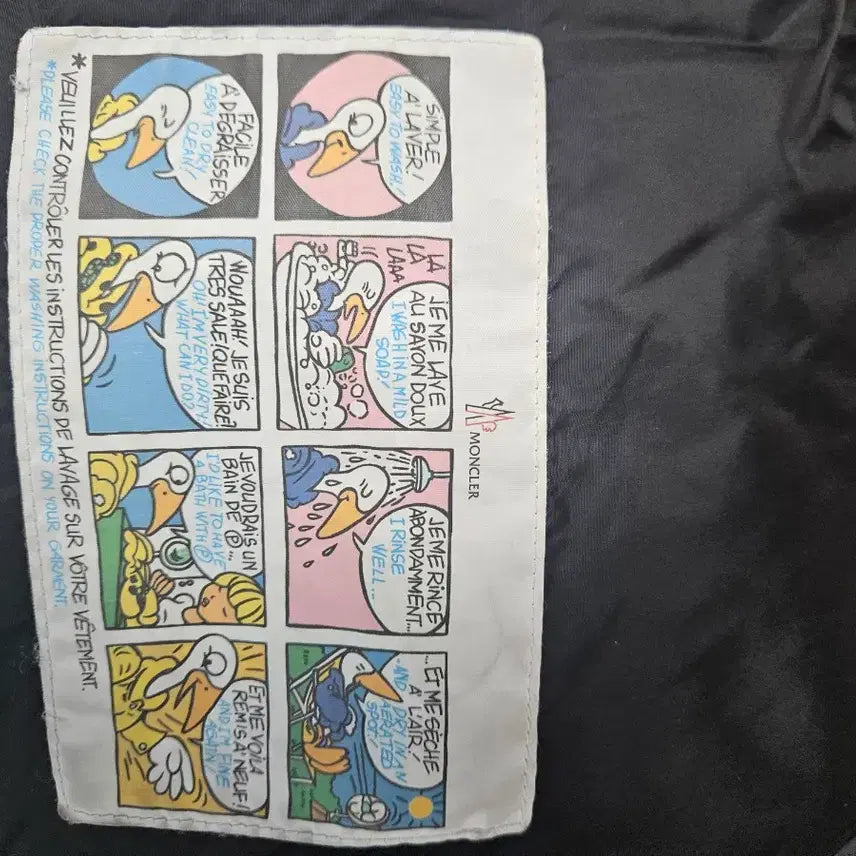 MONCLER
SIMPLE
À LAVER!
EASY TO WASH!
LA
LÀ
LAAA
JE ME LAVE
AU SAVON DOUX
I WASH IN A MILD
SOAP!
JE ME RINCE
ABONDAMMENT...
I RINSE
WELL...
...ET ME SÈCHE
À L'AIR!
-AND DRY IN AN
AERATED
SPOT!
FACILE
À DÉGRAISSER
EASY TO DRY
CLEAN!
WOUAAAH! JE SUIS
TRES SALE! QUE FAIRE?
OH! I'M VERY DIRTY.
WHAT CAN I DO?
JE VOUDRAIS UN
BAIN DE Ⓟ...
I'D LIKE TO HAVE
A BATH WITH Ⓟ
ET ME VOILA
REMIS A' NEUF!
AND I'M FINE
AGAIN!
*VEUILLEZ CONTRÔLER LES INSTRUCTIONS DE LAVAGE SUR VÔTRE VÊTEMENT.
*PLEASE CHECK THE PROPER WASHING INSTRUCTIONS ON YOUR GARMENT.